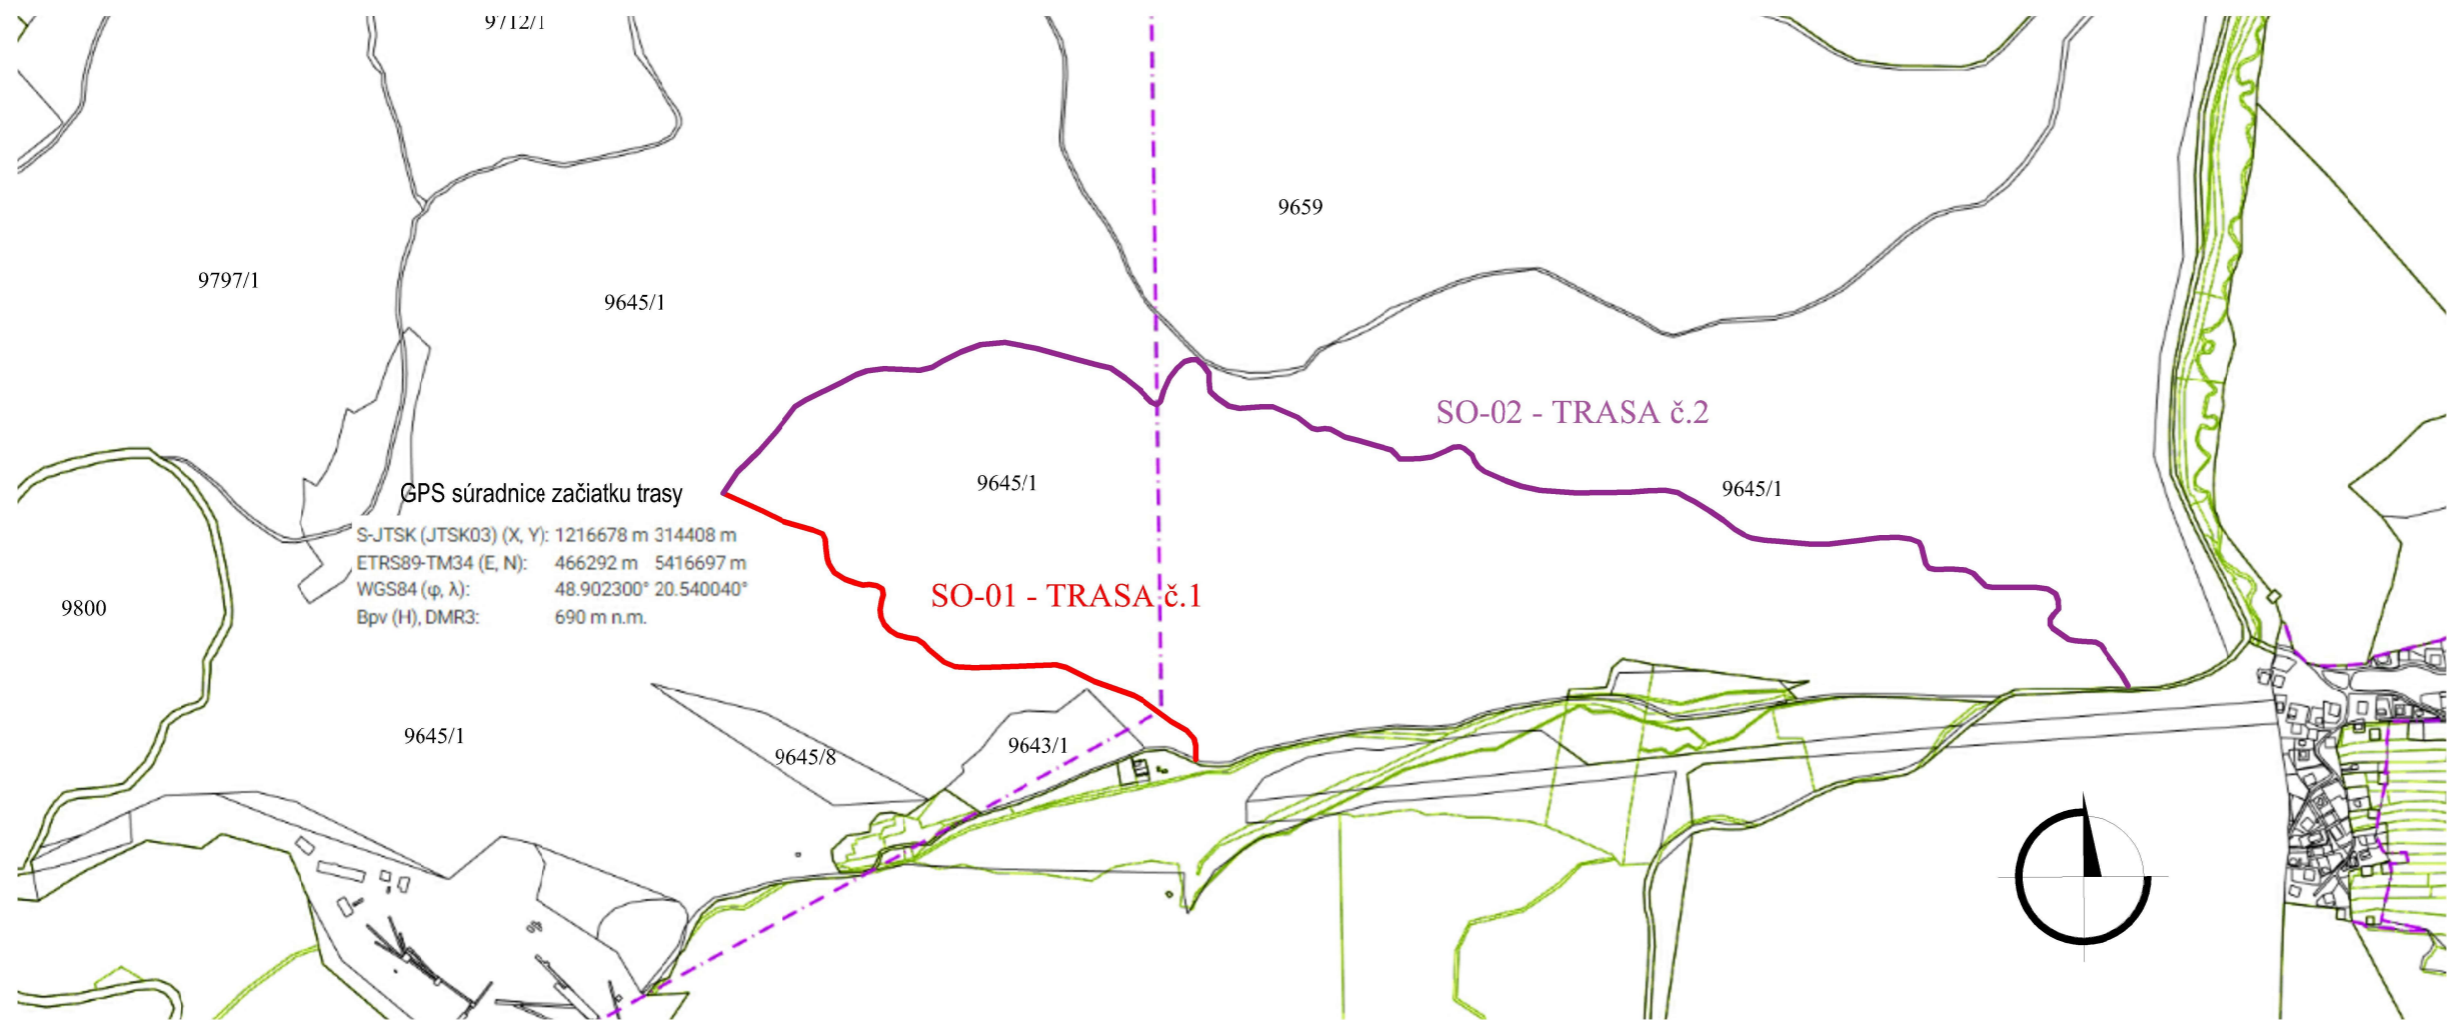 9712/1
9659
9797/1
9645/1
SO-02 - TRASA č.2
9645/1
9645/1
GPS súradnice začiatku trasy
S-JTSK (JTSK03) (X, Y): 1216678 m 314408 m
ETRS89-TM34 (E, N): 466292 m 5416697 m
WGS84 (φ, λ): 48.902300° 20.540040°
Bpv (H), DMR3: 690 m n.m.
SO-01 - TRASA č.1
9800
9645/1
9645/8
9643/1